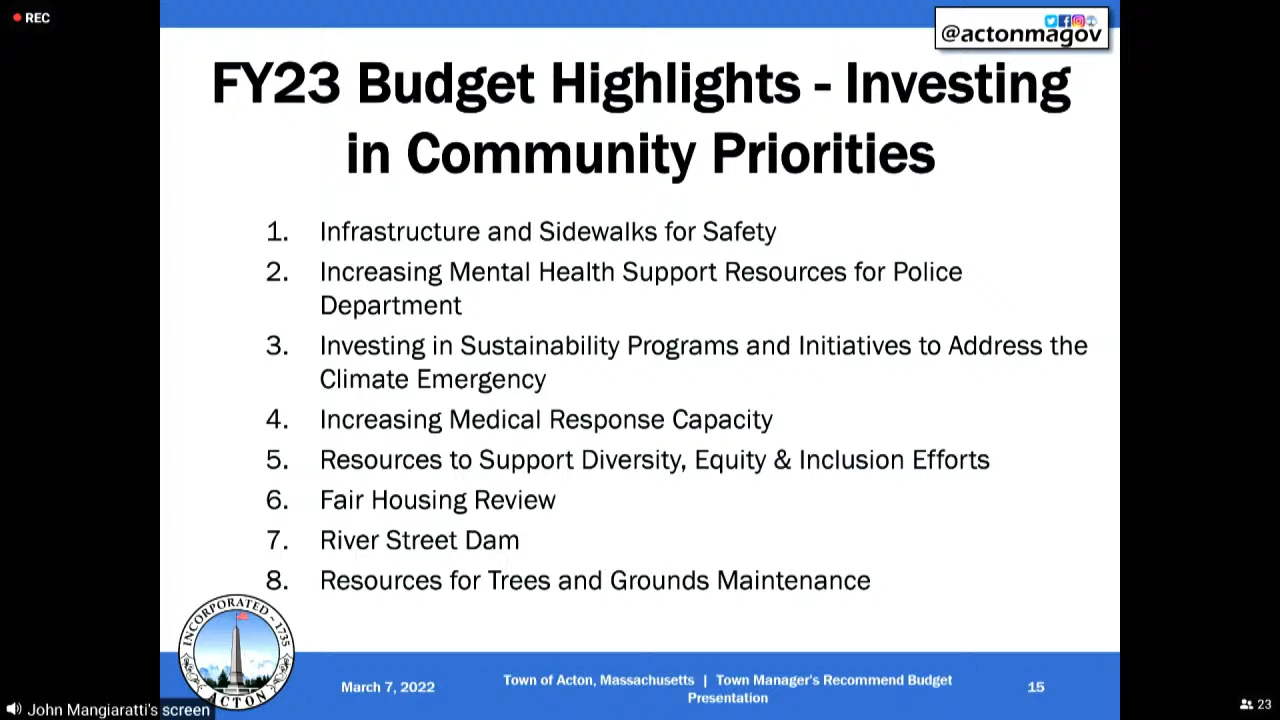 REC
@actonmagov
FY23 Budget Highlights - Investing
in Community Priorities
1. Infrastructure and Sidewalks for Safety
2. Increasing Mental Health Support Resources for Police
Department
3. Investing in Sustainability Programs and Initiatives to Address the
Climate Emergency
4. Increasing Medical Response Capacity
5. Resources to Support Diversity, Equity & Inclusion Efforts
6. Fair Housing Review
7. River Street Dam
8. Resources for Trees and Grounds Maintenance
INCORPORATED - 1735
ACTON
March 7, 2022
Town of Acton, Massachusetts | Town Manager's Recommend Budget
Presentation
15
John Mangiaratti's screen
23